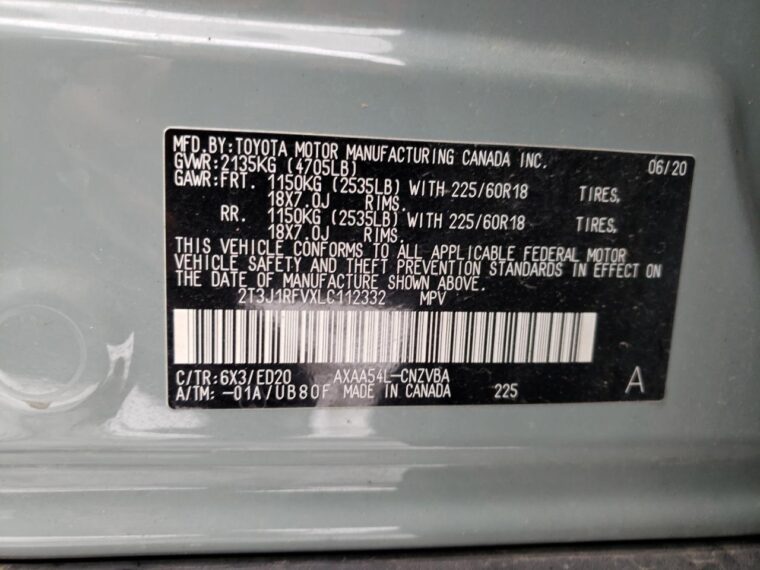 MFD.BY:TOYOTA MOTOR MANUFACTURING CANADA INC. 06/20
GVWR:2135KG (4705LB)
GAWR:FRT. 1150KG (2535LB) WITH 225/60R18 TIRES,
18X7.0J RIMS.
RR. 1150KG (2535LB) WITH 225/60R18 TIRES,
18X7.0J RIMS.
THIS VEHICLE CONFORMS TO ALL APPLICABLE FEDERAL MOTOR
VEHICLE SAFETY AND THEFT PREVENTION STANDARDS IN EFFECT ON
THE DATE OF MANUFACTURE SHOWN ABOVE.
2T3J1RFVXLC112332 MPV
C/TR:6X3/ED20 AXAA54L-CNZVBA
A/TM: -01A/UB80F MADE IN CANADA 225 A